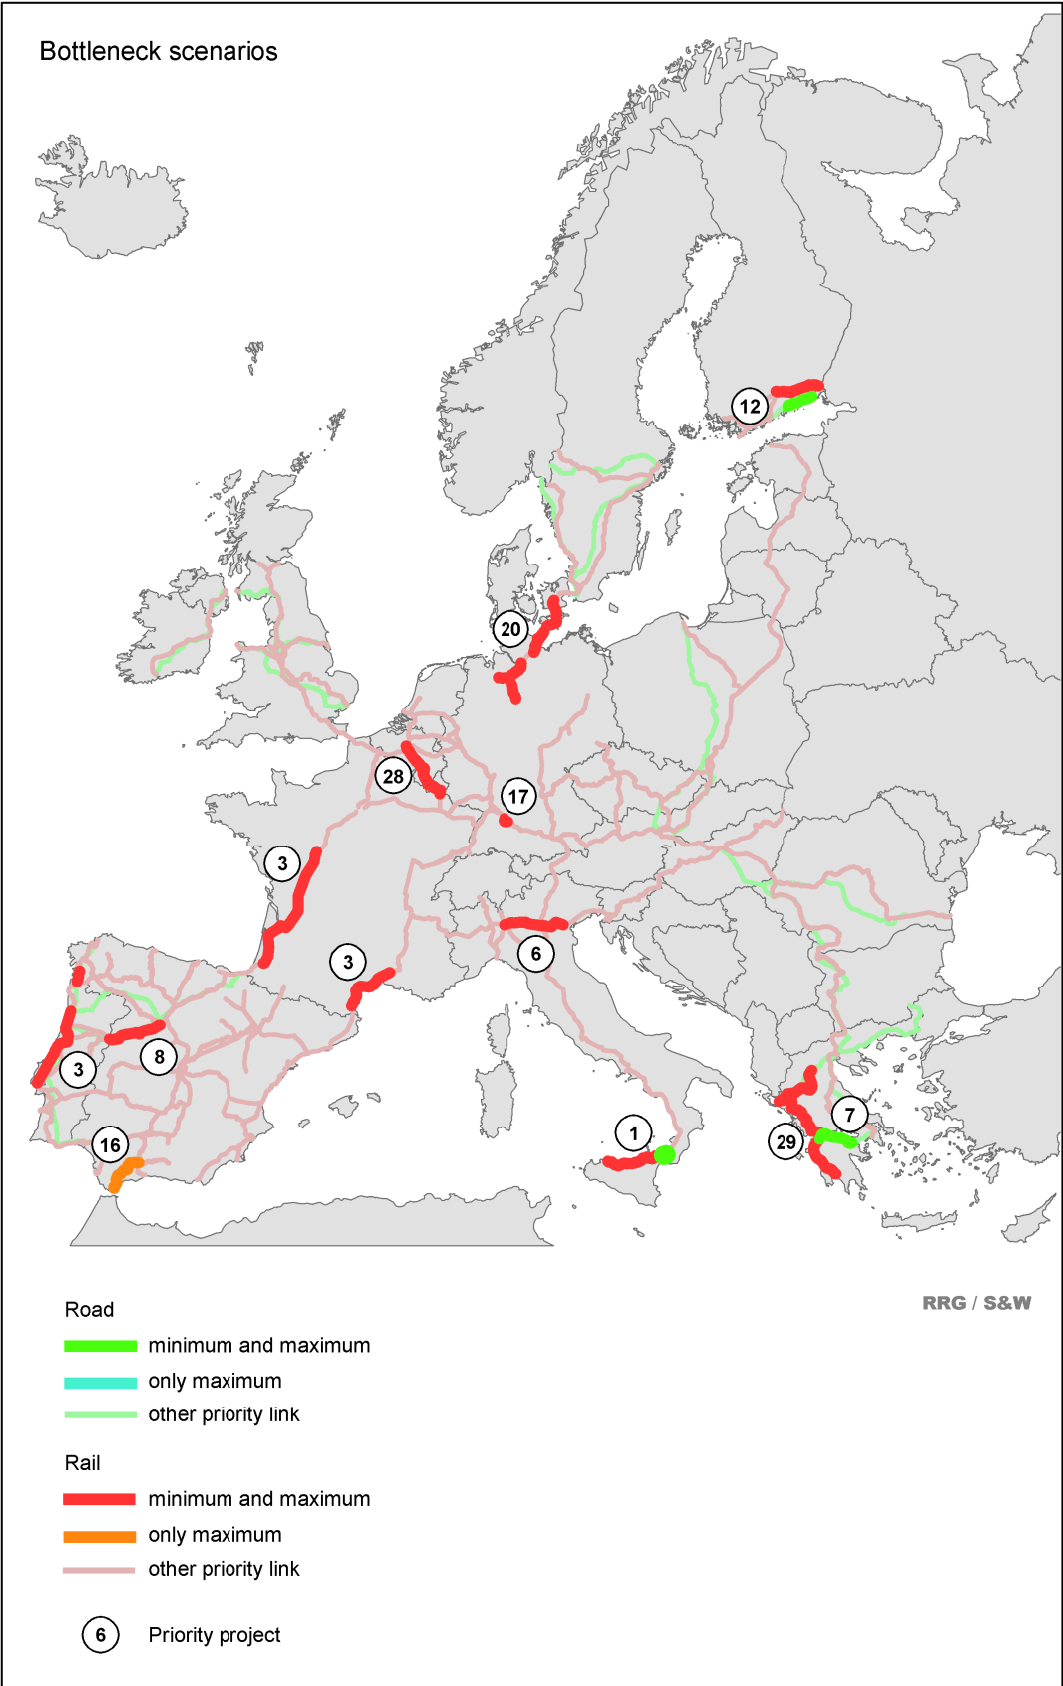 Bottleneck scenarios
12
20
28
17
3
3
6
8
3
7
1
29
16
RRG / S&W
Road
minimum and maximum
only maximum
other priority link
Rail
minimum and maximum
only maximum
other priority link
6 Priority project